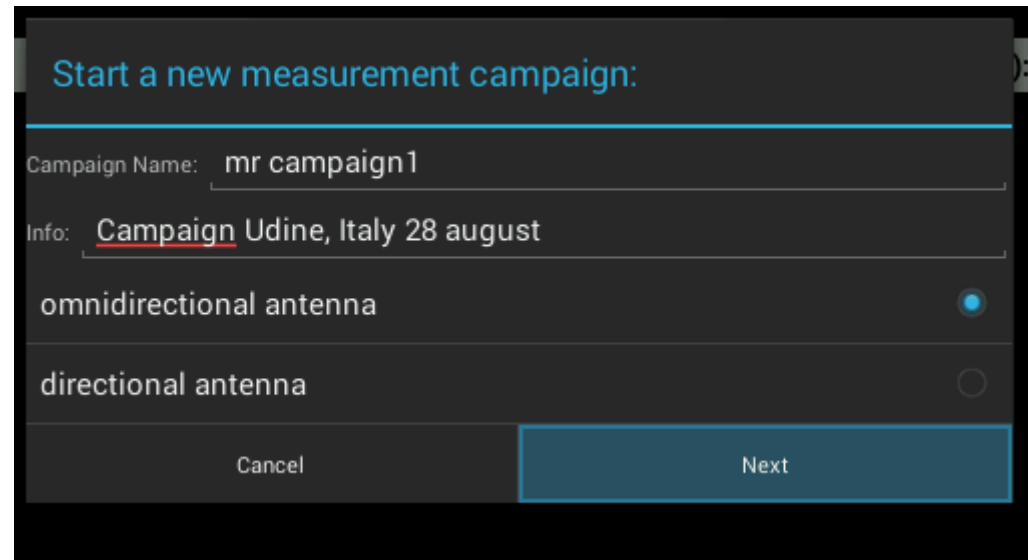 Start a new measurement campaign:
Campaign Name: mr campaign1
Info: Campaign Udine, Italy 28 august
omnidirectional antenna
directional antenna
Cancel Next